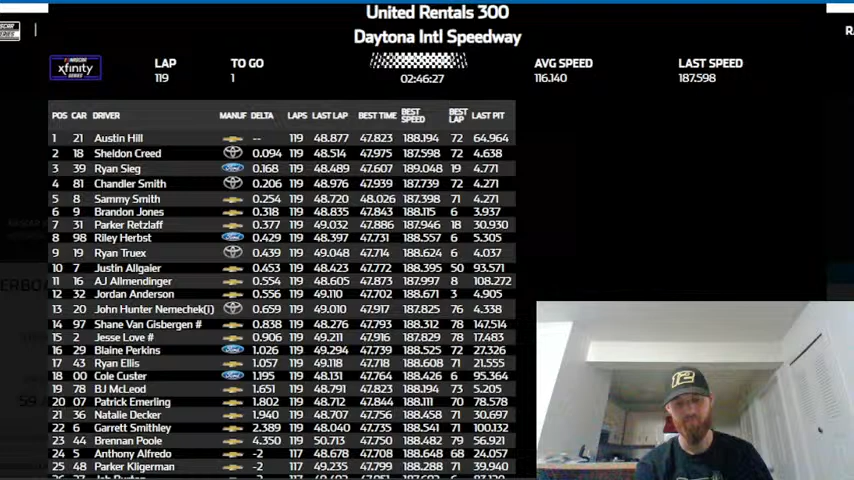 United Rentals 300
Daytona Intl Speedway
LAP TO GO AVG SPEED LAST SPEED
xfinity 119 1 02:46:27 116.140 187.598
POS CAR DRIVER MANUF DELTA LAPS LAST LAP BEST TIME BEST SPEED BEST LAP LAST PIT
1 21 Austin Hill -- 119 48.877 47.823 188.194 72 64.964
2 18 Sheldon Creed 0.094 119 48.514 47.975 187.598 72 4.638
3 39 Ryan Sieg 0.168 119 48.489 47.607 189.048 19 4.771
4 81 Chandler Smith 0.206 119 48.976 47.939 187.739 72 4.271
5 8 Sammy Smith 0.254 119 48.720 48.026 187.398 71 4.271
6 9 Brandon Jones 0.318 119 48.835 47.843 188.115 6 3.937
7 31 Parker Retzlaff 0.377 119 49.032 47.886 187.946 18 30.930
8 98 Riley Herbst 0.429 119 48.397 47.731 188.557 6 5.305
9 19 Ryan Truex 0.439 119 49.048 47.714 188.624 6 4.037
10 7 Justin Allgaier 0.453 119 48.423 47.772 188.395 50 93.571
11 16 AJ Allmendinger 0.554 119 48.605 47.873 187.997 8 108.272
12 32 Jordan Anderson 0.556 119 49.110 47.702 188.671 3 4.905
13 20 John Hunter Nemechek(i) 0.659 119 49.010 47.917 187.825 76 4.338
14 97 Shane Van Gisbergen # 0.838 119 48.276 47.793 188.312 78 147.514
15 2 Jesse Love # 0.906 119 49.211 47.916 187.829 78 17.483
16 29 Blaine Perkins 1.026 119 49.294 47.739 188.525 72 27.326
17 43 Ryan Ellis 1.057 119 49.118 47.718 188.608 71 21.555
18 00 Cole Custer 1.195 119 48.131 47.764 188.426 6 95.364
19 78 BJ McLeod 1.651 119 48.791 47.823 188.194 73 5.205
20 07 Patrick Emerling 1.802 119 48.712 47.844 188.111 70 78.578
21 36 Natalie Decker 1.940 119 48.707 47.756 188.458 71 30.697
22 6 Garrett Smithley 2.389 119 48.040 47.735 188.541 71 100.132
23 44 Brennan Poole 4.350 119 50.713 47.750 188.482 79 56.921
24 5 Anthony Alfredo -2 117 48.678 47.708 188.648 68 24.057
25 48 Parker Kligerman -2 117 49.235 47.799 188.288 71 39.940
12